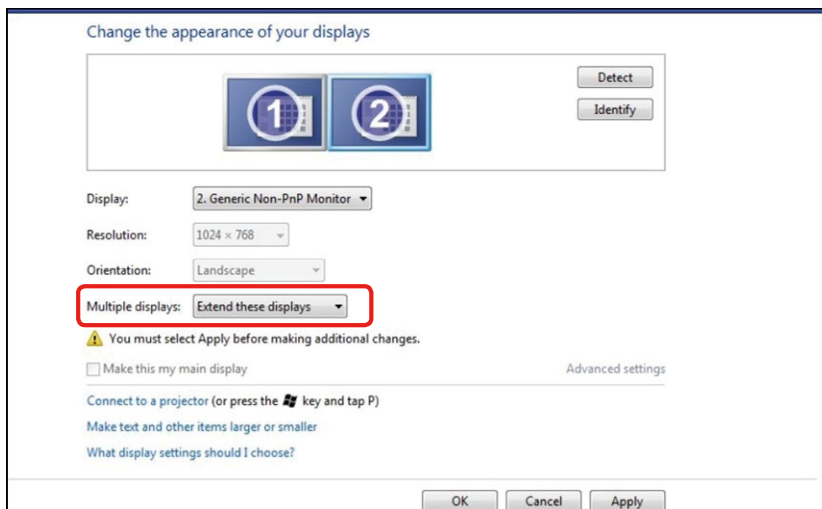 Change the appearance of your displays
1 2
Detect
Identify
Display: 2. Generic Non-PnP Monitor
Resolution: 1024 × 768
Orientation: Landscape
Multiple displays: Extend these displays
You must select Apply before making additional changes.
Make this my main display Advanced settings
Connect to a projector (or press the key and tap P)
Make text and other items larger or smaller
What display settings should I choose?
OK Cancel Apply